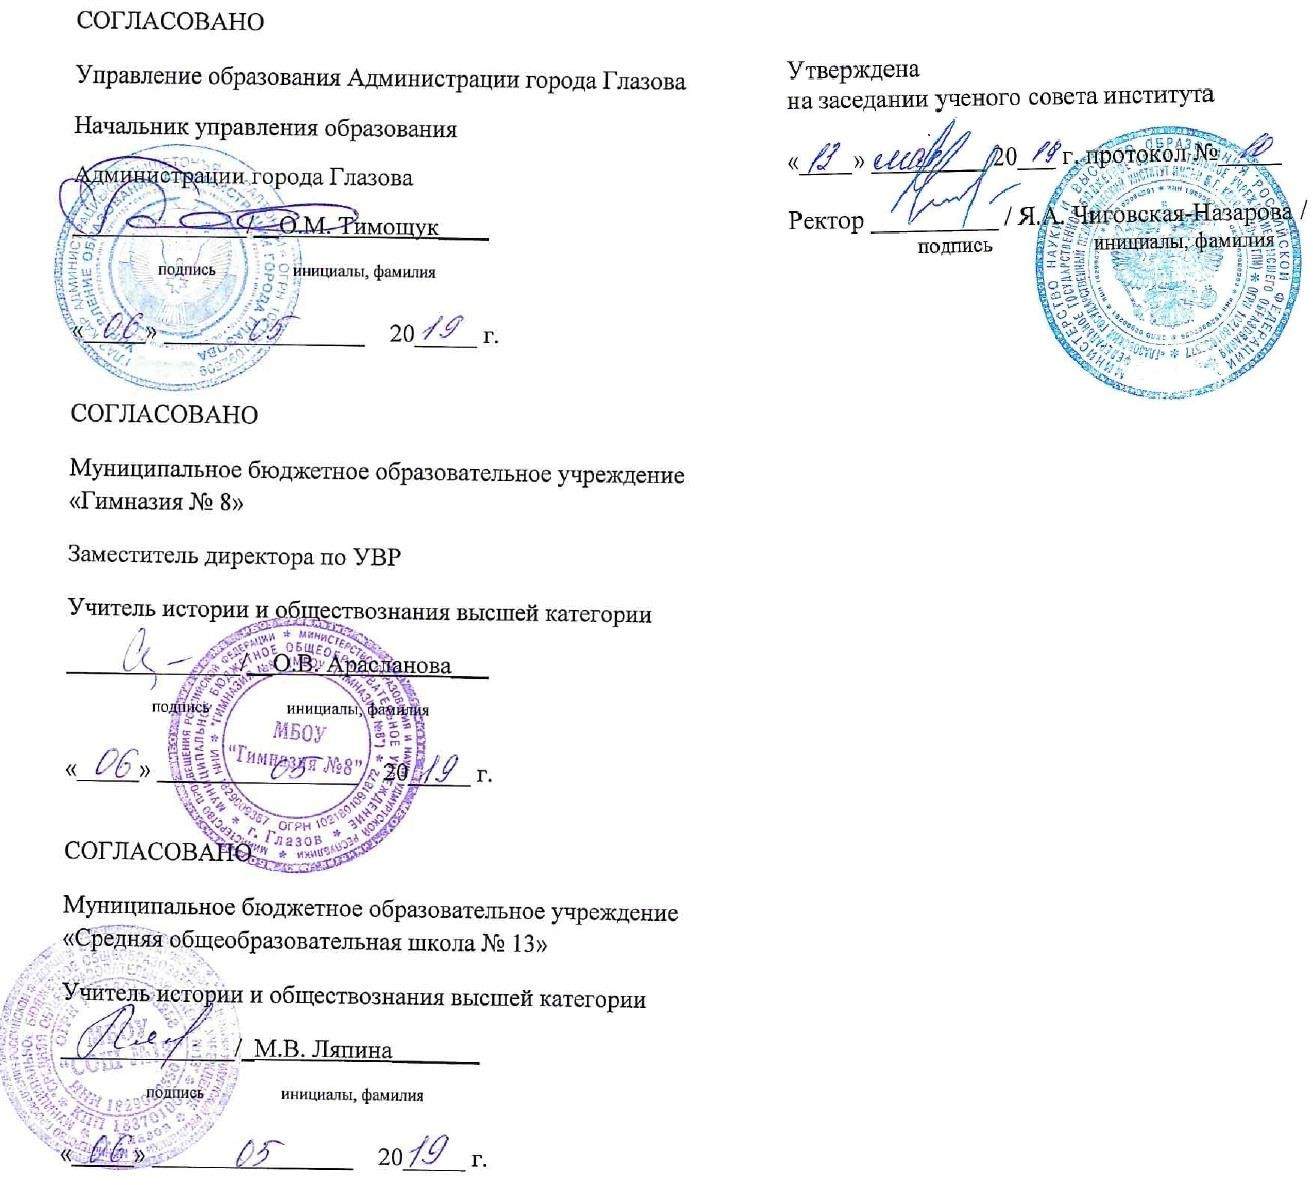 СОГЛАСОВАНО
Управление образования Администрации города Глазова
Начальник управления образования
Администрации города Глазова
/ О.М. Тимощук
подпись инициалы, фамилия
«06» 05 2019 г.
Утверждена
на заседании ученого совета института
«13» мая 2019 г. протокол № 10
Ректор / Я.А. Чиговская-Назарова /
подпись инициалы, фамилия
СОГЛАСОВАНО
Муниципальное бюджетное образовательное учреждение
«Гимназия № 8»
Заместитель директора по УВР
Учитель истории и обществознания высшей категории
/ О.В. Арасланова
подпись инициалы, фамилия
МБОУ
"Гимназия №8"
г. Глазов
«06» 05 2019 г.
СОГЛАСОВАНО
Муниципальное бюджетное образовательное учреждение
«Средняя общеобразовательная школа № 13»
Учитель истории и обществознания высшей категории
/ М.В. Ляпина
подпись инициалы, фамилия
«06» 05 2019 г.